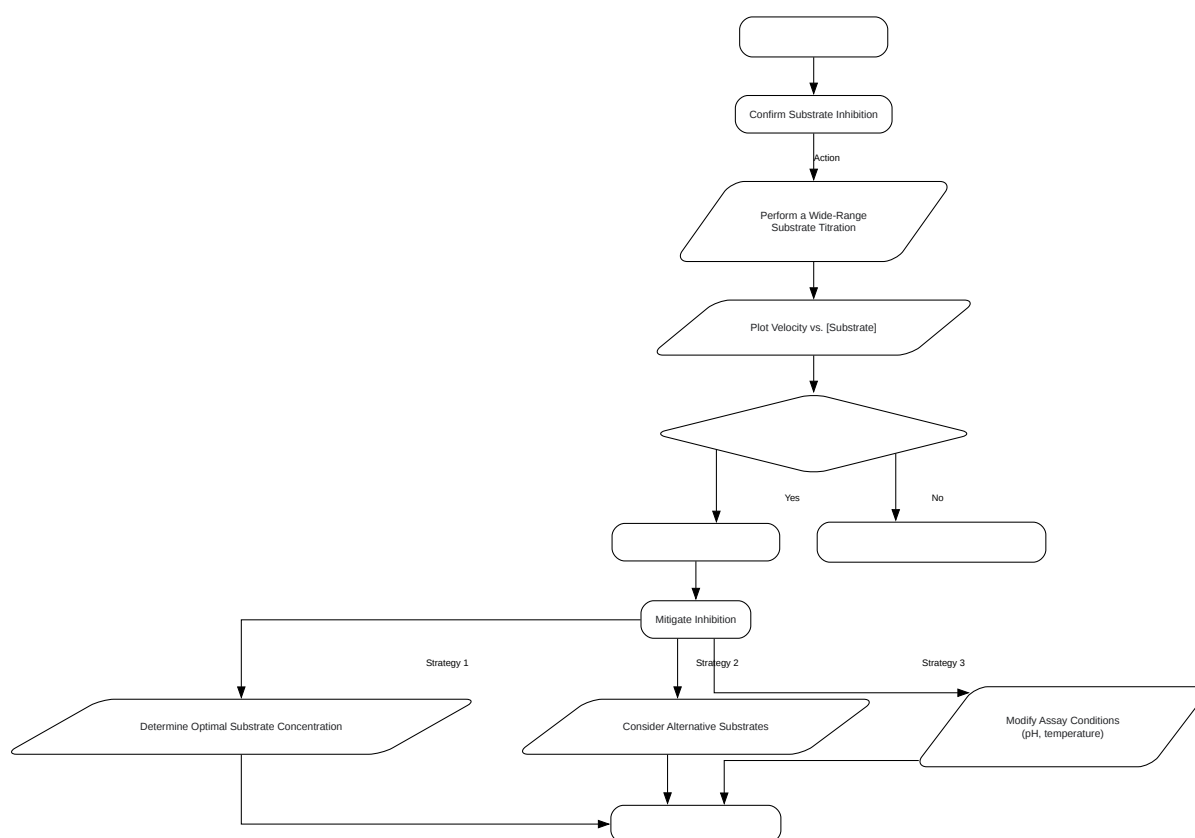 Confirm Substrate Inhibition
Action
Perform a Wide-Range
Substrate Titration
Plot Velocity vs. [Substrate]
Yes
No
Mitigate Inhibition
Strategy 1
Strategy 2
Strategy 3
Determine Optimal Substrate Concentration
Consider Alternative Substrates
Modify Assay Conditions
(pH, temperature)